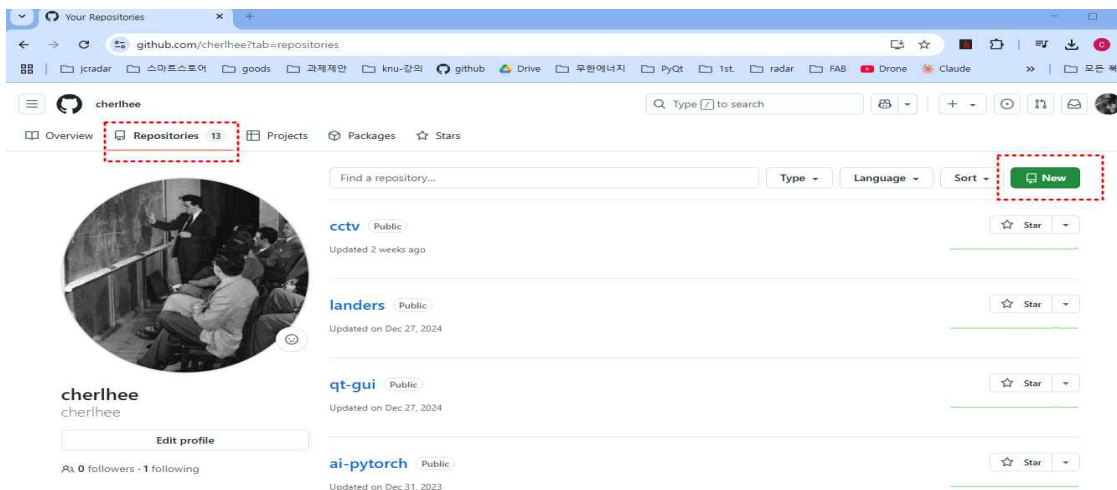 Your Repositories
github.com/cherlhee?tab=repositories
jcradar 스마트스토어 goods 과제제안 knu-강의 github Drive 무한에너지 PyQt 1st. radar FAB Drone Claude » 모든 북
cherlhee
Type / to search
Overview Repositories 13 Projects Packages Stars
Find a repository...
Type Language Sort New
cctv Public
Star
Updated 2 weeks ago
landers Public
Star
Updated on Dec 27, 2024
qt-gui Public
Star
Updated on Dec 27, 2024
ai-pytorch Public
Star
Updated on Dec 31, 2023
cherlhee
cherlhee
Edit profile
0 followers · 1 following